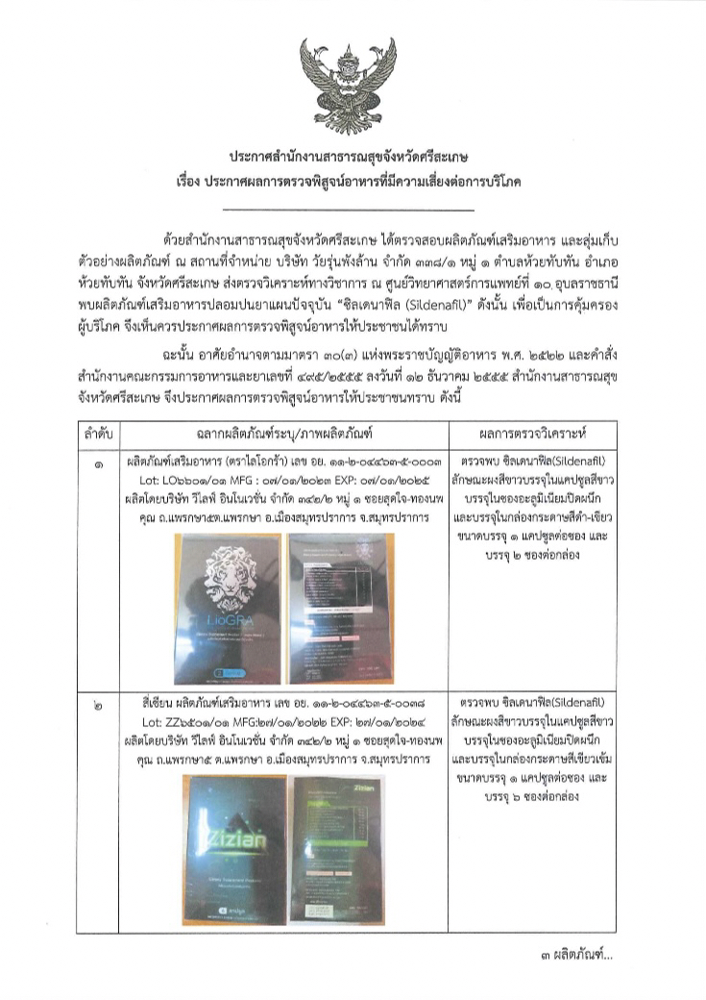 ประกาศสำนักงานสาธารณสุขจังหวัดศรีสะเกษ
เรื่อง ประกาศผลการตรวจพิสูจน์อาหารที่มีความเสี่ยงต่อการบริโภค
ด้วยสำนักงานสาธารณสุขจังหวัดศรีสะเกษ ได้ตรวจสอบผลิตภัณฑ์เสริมอาหาร และสุ่มเก็บ
ตัวอย่างผลิตภัณฑ์ ณ สถานที่จำหน่าย บริษัท วัยรุ่นพังล้าน จำกัด ๓๓๘/๑ หมู่ ๑ ตำบลห้วยทับทัน อำเภอ
ห้วยทับทัน จังหวัดศรีสะเกษ ส่งตรวจวิเคราะห์ทางวิชาการ ณ ศูนย์วิทยาศาสตร์การแพทย์ที่ ๑๐ อุบลราชธานี
พบผลิตภัณฑ์เสริมอาหารปลอมปนยาแผนปัจจุบัน “ซิลเดนาฟิล (Sildenafil)” ดังนั้น เพื่อเป็นการคุ้มครอง
ผู้บริโภค จึงเห็นควรประกาศผลการตรวจพิสูจน์อาหารให้ประชาชนได้ทราบ
ฉะนั้น อาศัยอำนาจตามมาตรา ๓๐(๓) แห่งพระราชบัญญัติอาหาร พ.ศ. ๒๕๒๒ และคำสั่ง
สำนักงานคณะกรรมการอาหารและยาเลขที่ ๔๙๕/๒๕๕๕ ลงวันที่ ๑๒ ธันวาคม ๒๕๕๕ สำนักงานสาธารณสุข
จังหวัดศรีสะเกษ จึงประกาศผลการตรวจพิสูจน์อาหารให้ประชาชนทราบ ดังนี้
ลำดับ ฉลากผลิตภัณฑ์ระบุ/ภาพผลิตภัณฑ์ ผลการตรวจวิเคราะห์
๑
ผลิตภัณฑ์เสริมอาหาร (ตราไลโอกร้า) เลข อย. ๑๑-๒-๐๔๔๖๓-๕-๐๐๐๓
Lot: LO๖๖๐๑/๐๑ MFG : ๐๗/๐๑/๒๐๒๓ EXP: ๐๗/๐๑/๒๐๒๕
ผลิตโดยบริษัท วีไลฟ์ อินโนเวชั่น จำกัด ๓๔๒/๒ หมู่ ๑ ซอยสุดใจ-ทองนพ
คุณ ถ.แพรกษา๕ต.แพรกษา อ.เมืองสมุทรปราการ จ.สมุทรปราการ
LioGRA
ตรวจพบ ซิลเดนาฟิล(Sildenafil)
ลักษณะผงสีขาวบรรจุในแคปซูลสีขาว
บรรจุในซองอะลูมิเนียมปิดผนึก
และบรรจุในกล่องกระดาษสีดำ-เขียว
ขนาดบรรจุ ๑ แคปซูลต่อซอง และ
บรรจุ ๒ ซองต่อกล่อง
๒
สี่เซียน ผลิตภัณฑ์เสริมอาหาร เลข อย. ๑๑-๒-๐๔๔๖๓-๕-๐๐๓๘
Lot: ZZ๖๕๐๑/๐๑ MFG:๒๗/๐๑/๒๐๒๒ EXP: ๒๗/๐๑/๒๐๒๔
ผลิตโดยบริษัท วีไลฟ์ อินโนเวชั่น จำกัด ๓๔๒/๒ หมู่ ๑ ซอยสุดใจ-ทองนพ
คุณ ถ.แพรกษา๕ ต.แพรกษา อ.เมืองสมุทรปราการ จ.สมุทรปราการ
Zizian
Zizian
ตรวจพบ ซิลเดนาฟิล(Sildenafil)
ลักษณะผงสีขาวบรรจุในแคปซูลสีขาว
บรรจุในซองอะลูมิเนียมปิดผนึก
และบรรจุในกล่องกระดาษสีเขียวเข้ม
ขนาดบรรจุ ๑ แคปซูลต่อซอง และ
บรรจุ ๖ ซองต่อกล่อง
๓ ผลิตภัณฑ์...